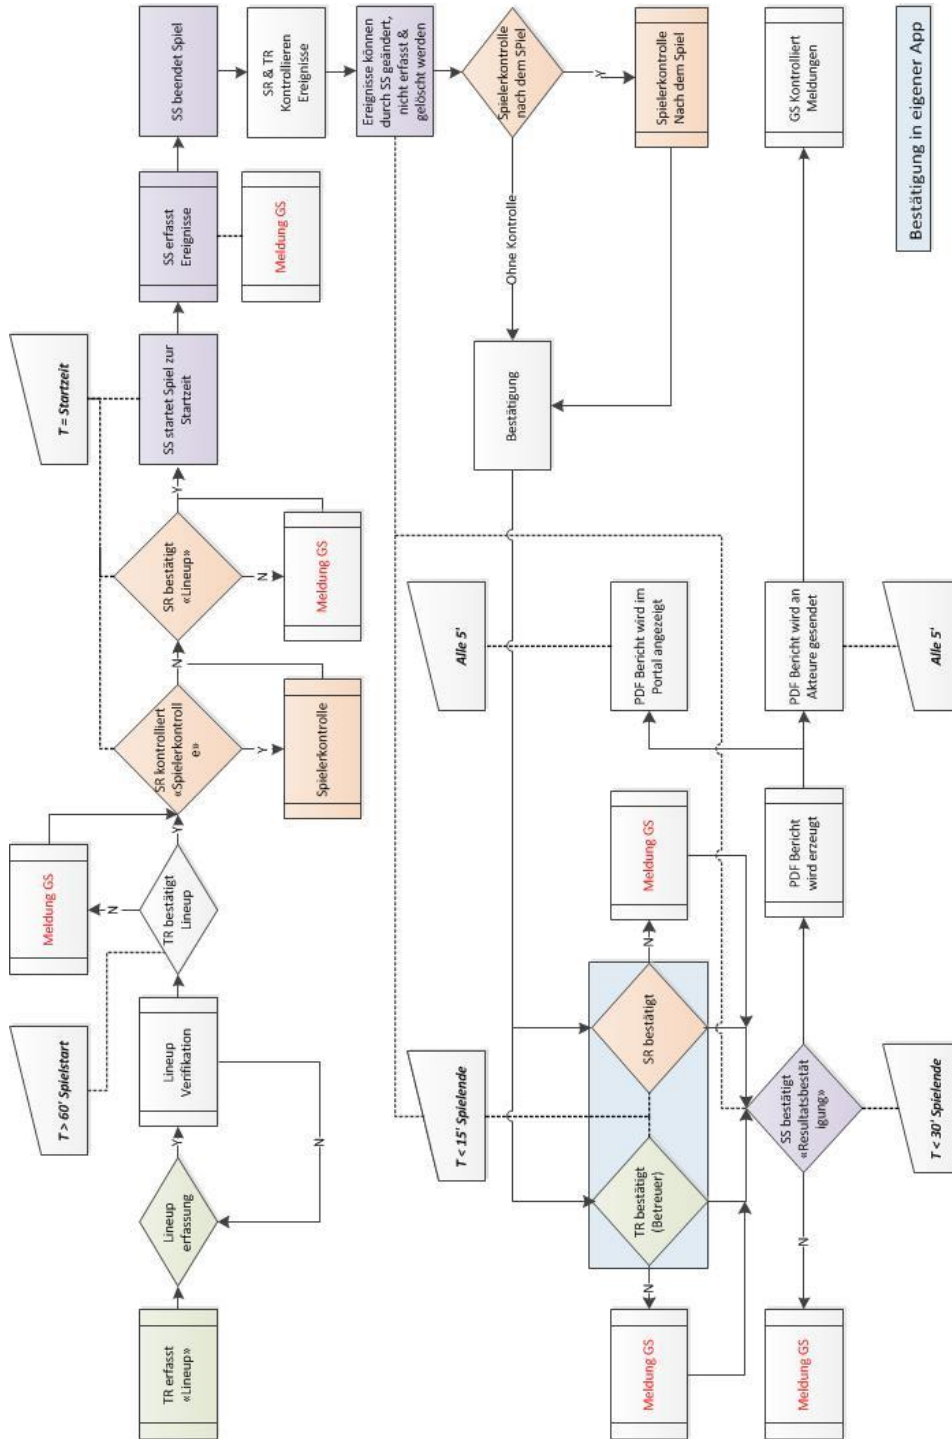 TR erfasst
«Lineup»
Lineup
erfassung
Y
N
Lineup
Verifikation
T > 60' Spielstart
TR bestätigt
Lineup
N
Meldung GS
Y
SR kontrolliert
«Spielerkontroll
e»
Y
Spielerkontrolle
N
SR bestätigt
«Lineup»
N
Meldung GS
Y
T = Startzeit
SS startet Spiel zur
Startzeit
SS erfasst
Ereignisse
Meldung GS
SS beendet Spiel
SR & TR
Kontrollieren
Ereignisse
Ereignisse können
durch SS geändert,
nicht erfasst &
gelöscht werden
Spielerkontrolle
nach dem SPiel
Y
Spielerkontrolle
Nach dem Spiel
Ohne Kontrolle
Bestätigung
T < 15' Spielende
TR bestätigt
(Betreuer)
N
Meldung GS
SR bestätigt
N
Meldung GS
SS bestätigt
«Resultatsbestät
igung»
T < 30' Spielende
N
Meldung GS
PDF Bericht
wird erzeugt
PDF Bericht wird im
Portal angezeigt
Alle 5'
PDF Bericht wird an
Akteure gesendet
Alle 5'
GS Kontrolliert
Meldungen
Bestätigung in eigener App